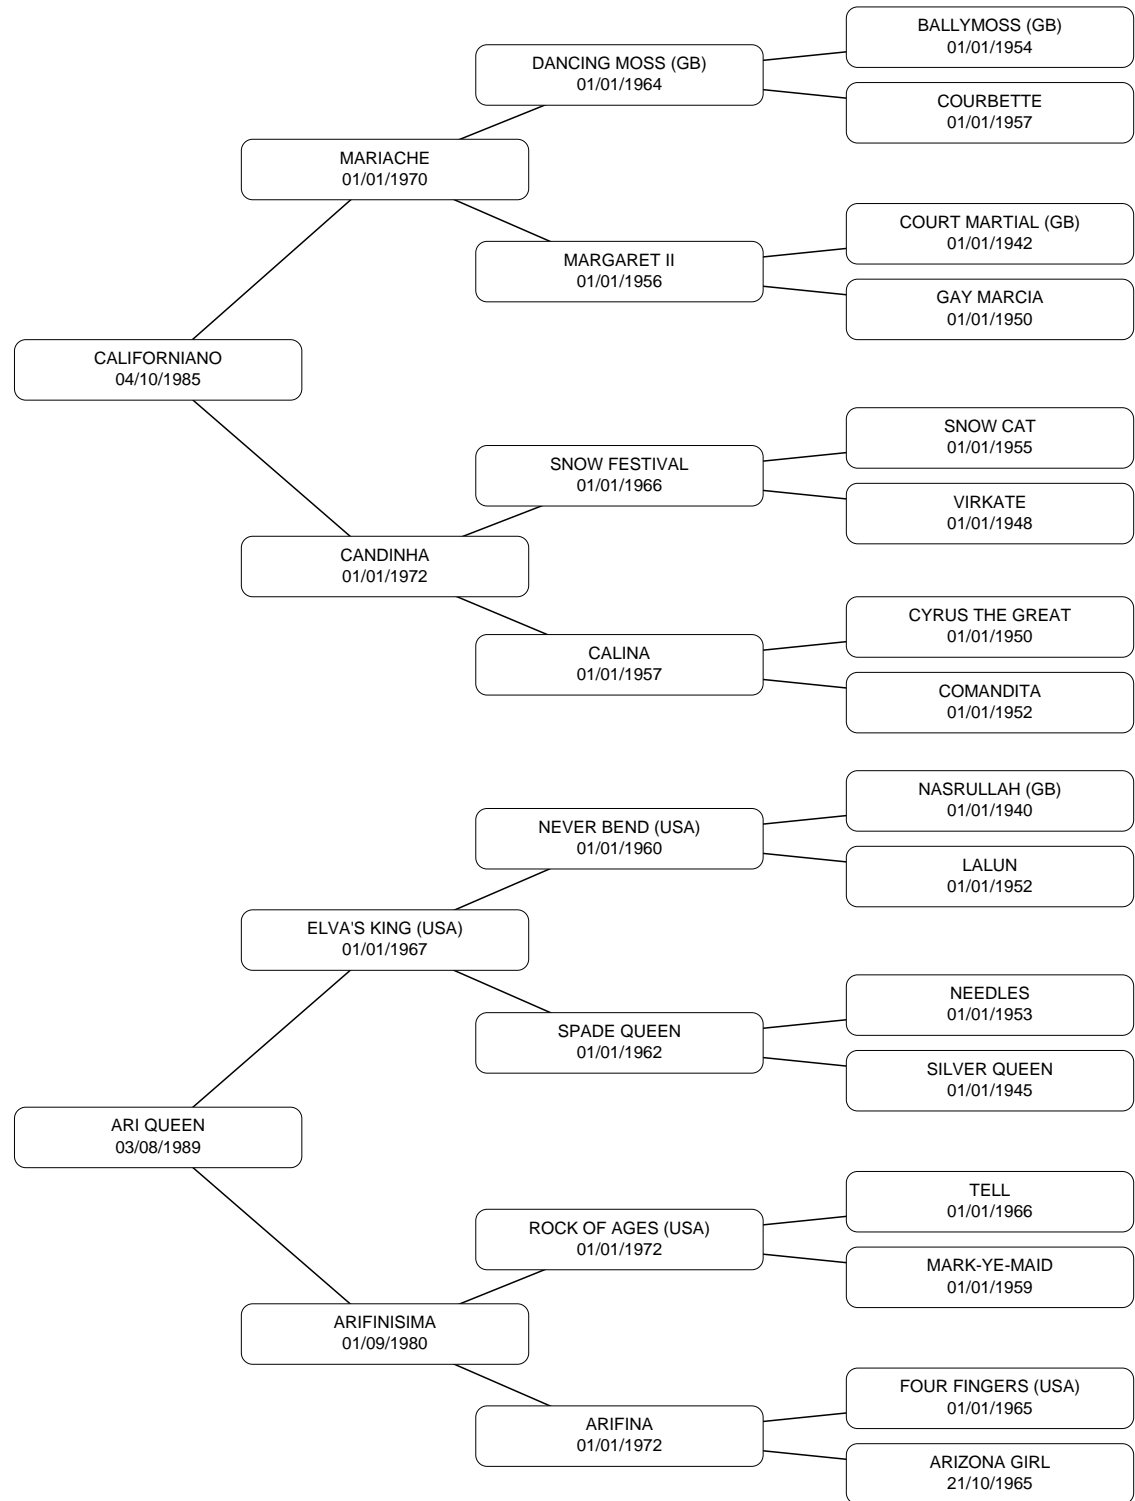 BALLYMOSS (GB)
01/01/1954
DANCING MOSS (GB)
01/01/1964
COURBETTE
01/01/1957
MARIACHE
01/01/1970
COURT MARTIAL (GB)
01/01/1942
MARGARET II
01/01/1956
GAY MARCIA
01/01/1950
CALIFORNIANO
04/10/1985
SNOW CAT
01/01/1955
SNOW FESTIVAL
01/01/1966
VIRKATE
01/01/1948
CANDINHA
01/01/1972
CYRUS THE GREAT
01/01/1950
CALINA
01/01/1957
COMANDITA
01/01/1952
NASRULLAH (GB)
01/01/1940
NEVER BEND (USA)
01/01/1960
LALUN
01/01/1952
ELVA'S KING (USA)
01/01/1967
NEEDLES
01/01/1953
SPADE QUEEN
01/01/1962
SILVER QUEEN
01/01/1945
ARI QUEEN
03/08/1989
TELL
01/01/1966
ROCK OF AGES (USA)
01/01/1972
MARK-YE-MAID
01/01/1959
ARIFINISIMA
01/09/1980
FOUR FINGERS (USA)
01/01/1965
ARIFINA
01/01/1972
ARIZONA GIRL
21/10/1965